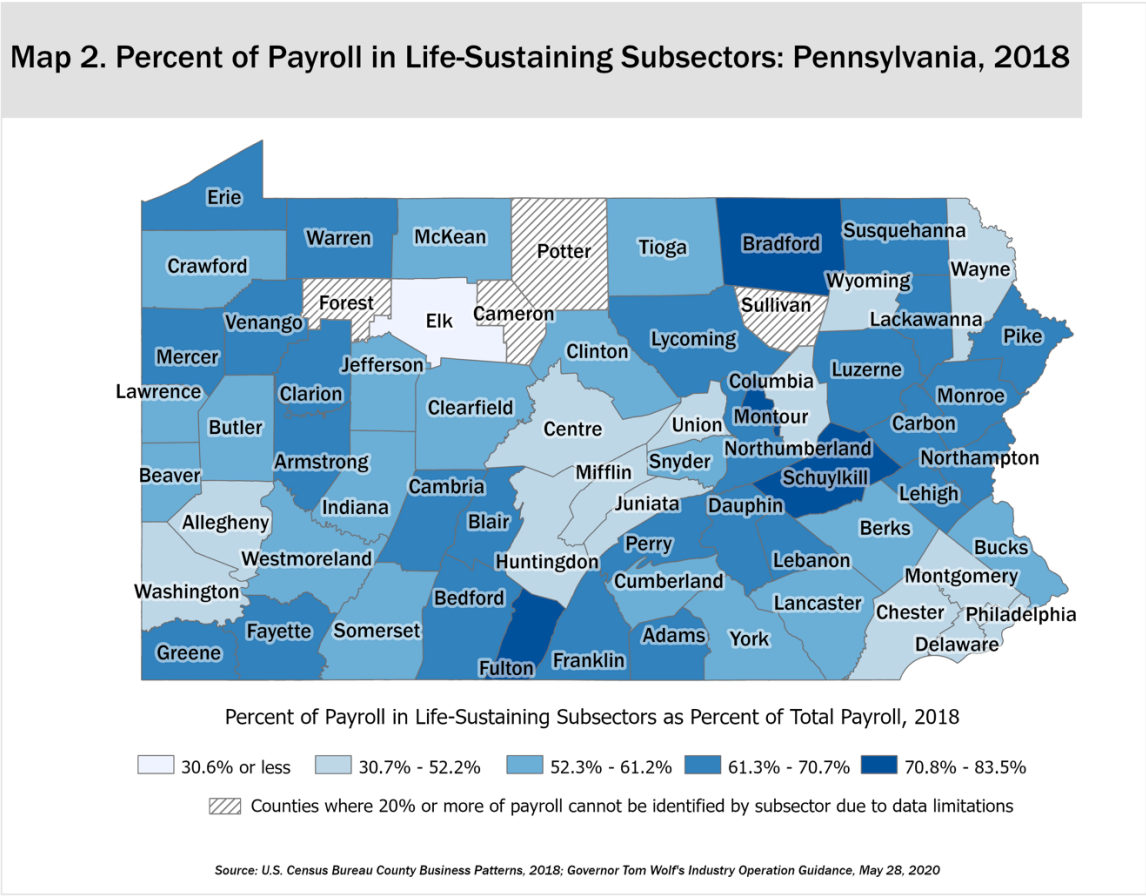 Map 2. Percent of Payroll in Life-Sustaining Subsectors: Pennsylvania, 2018
Erie
Warren
McKean
Potter
Tioga
Bradford
Susquehanna
Crawford
Wayne
Wyoming
Forest
Sullivan
Venango
Elk
Cameron
Lackawanna
Pike
Mercer
Jefferson
Clinton
Lycoming
Luzerne
Lawrence
Clarion
Columbia
Monroe
Clearfield
Montour
Butler
Centre
Union
Carbon
Armstrong
Northumberland
Northampton
Beaver
Mifflin
Snyder
Schuylkill
Cambria
Lehigh
Indiana
Juniata
Dauphin
Allegheny
Blair
Berks
Perry
Bucks
Westmoreland
Huntingdon
Lebanon
Montgomery
Washington
Cumberland
Bedford
Lancaster
Chester
Philadelphia
Fayette
Somerset
Adams
York
Delaware
Greene
Fulton
Franklin
Percent of Payroll in Life-Sustaining Subsectors as Percent of Total Payroll, 2018
30.6% or less
30.7% - 52.2%
52.3% - 61.2%
61.3% - 70.7%
70.8% - 83.5%
Counties where 20% or more of payroll cannot be identified by subsector due to data limitations
Source: U.S. Census Bureau County Business Patterns, 2018; Governor Tom Wolf's Industry Operation Guidance, May 28, 2020